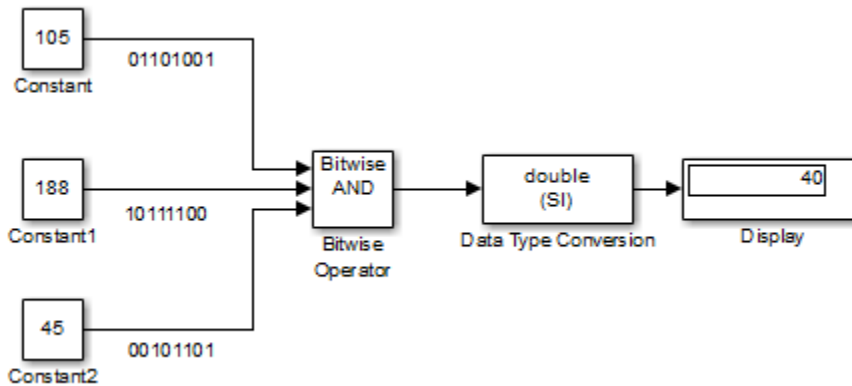 105
01101001
Constant
188
10111100
Constant1
45
00101101
Constant2
Bitwise
AND
Bitwise
Operator
double
(SI)
Data Type Conversion
40
Display